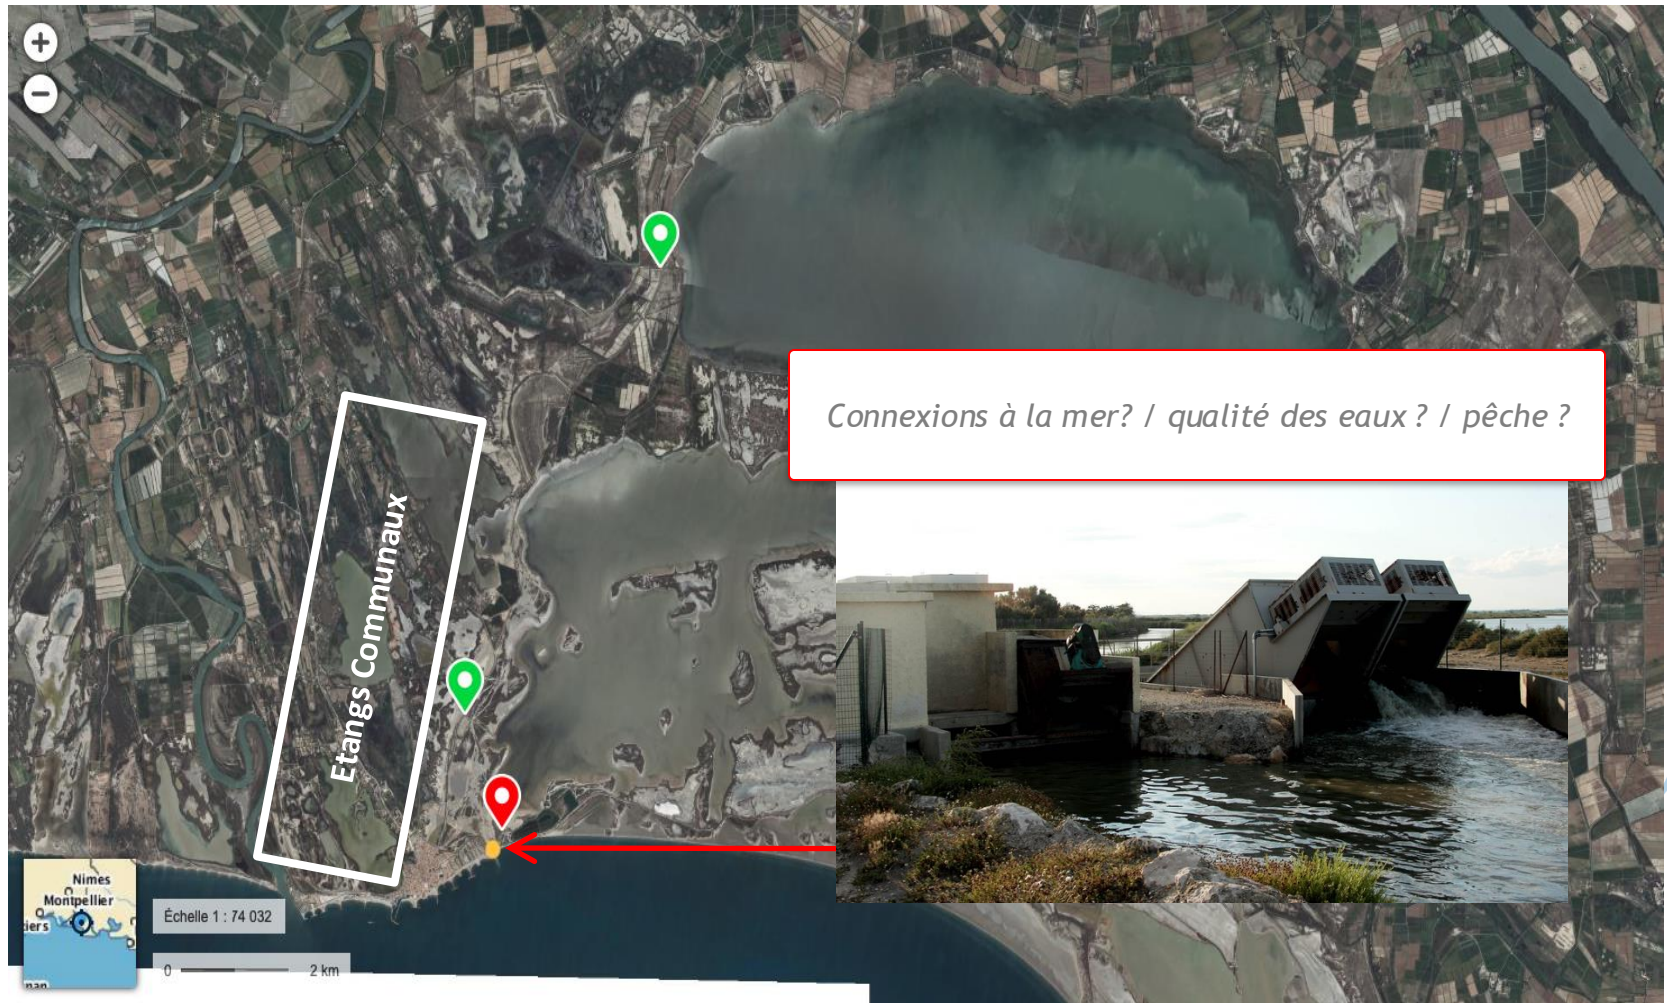 +
−
Connexions à la mer? / qualité des eaux ? / pêche ?
Etangs Communaux
Nimes
Montpellier
iers
Échelle 1 : 74 032
0
2 km